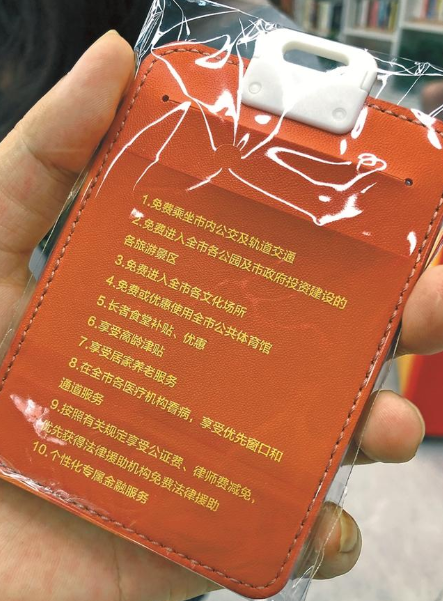 1.免费乘坐市内公交及轨道交通
2.免费进入全市各公园及市政府投资建设的
各旅游景区
3.免费进入全市各文化场所
4.免费或优惠使用全市公共体育馆
5.长者食堂补贴、优惠
6.享受高龄津贴
7.享受居家养老服务
8.在全市各医疗机构看病，享受优先窗口和
通道服务
9.按照有关规定享受公证费、律师费减免，
优先获得法律援助机构免费法律援助
10.个性化专属金融服务